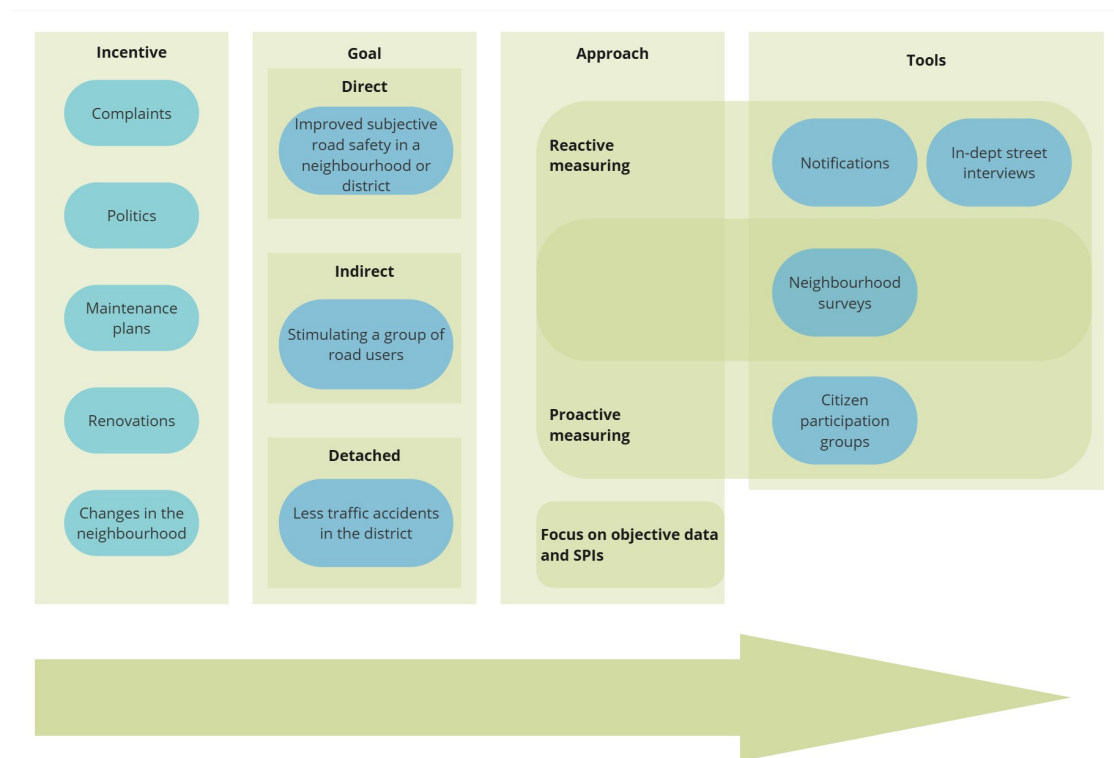 Incentive
Complaints
Politics
Maintenance
plans
Renovations
Changes in the
neighbourhood
Goal
Direct
Improved subjective
road safety in a
neighbourhood or
district
Indirect
Stimulating a group of
road users
Detached
Less traffic accidents
in the district
Approach
Reactive
measuring
Proactive
measuring
Focus on objective data
and SPIs
Tools
Notifications
In-dept street
interviews
Neighbourhood
surveys
Citizen
participation
groups